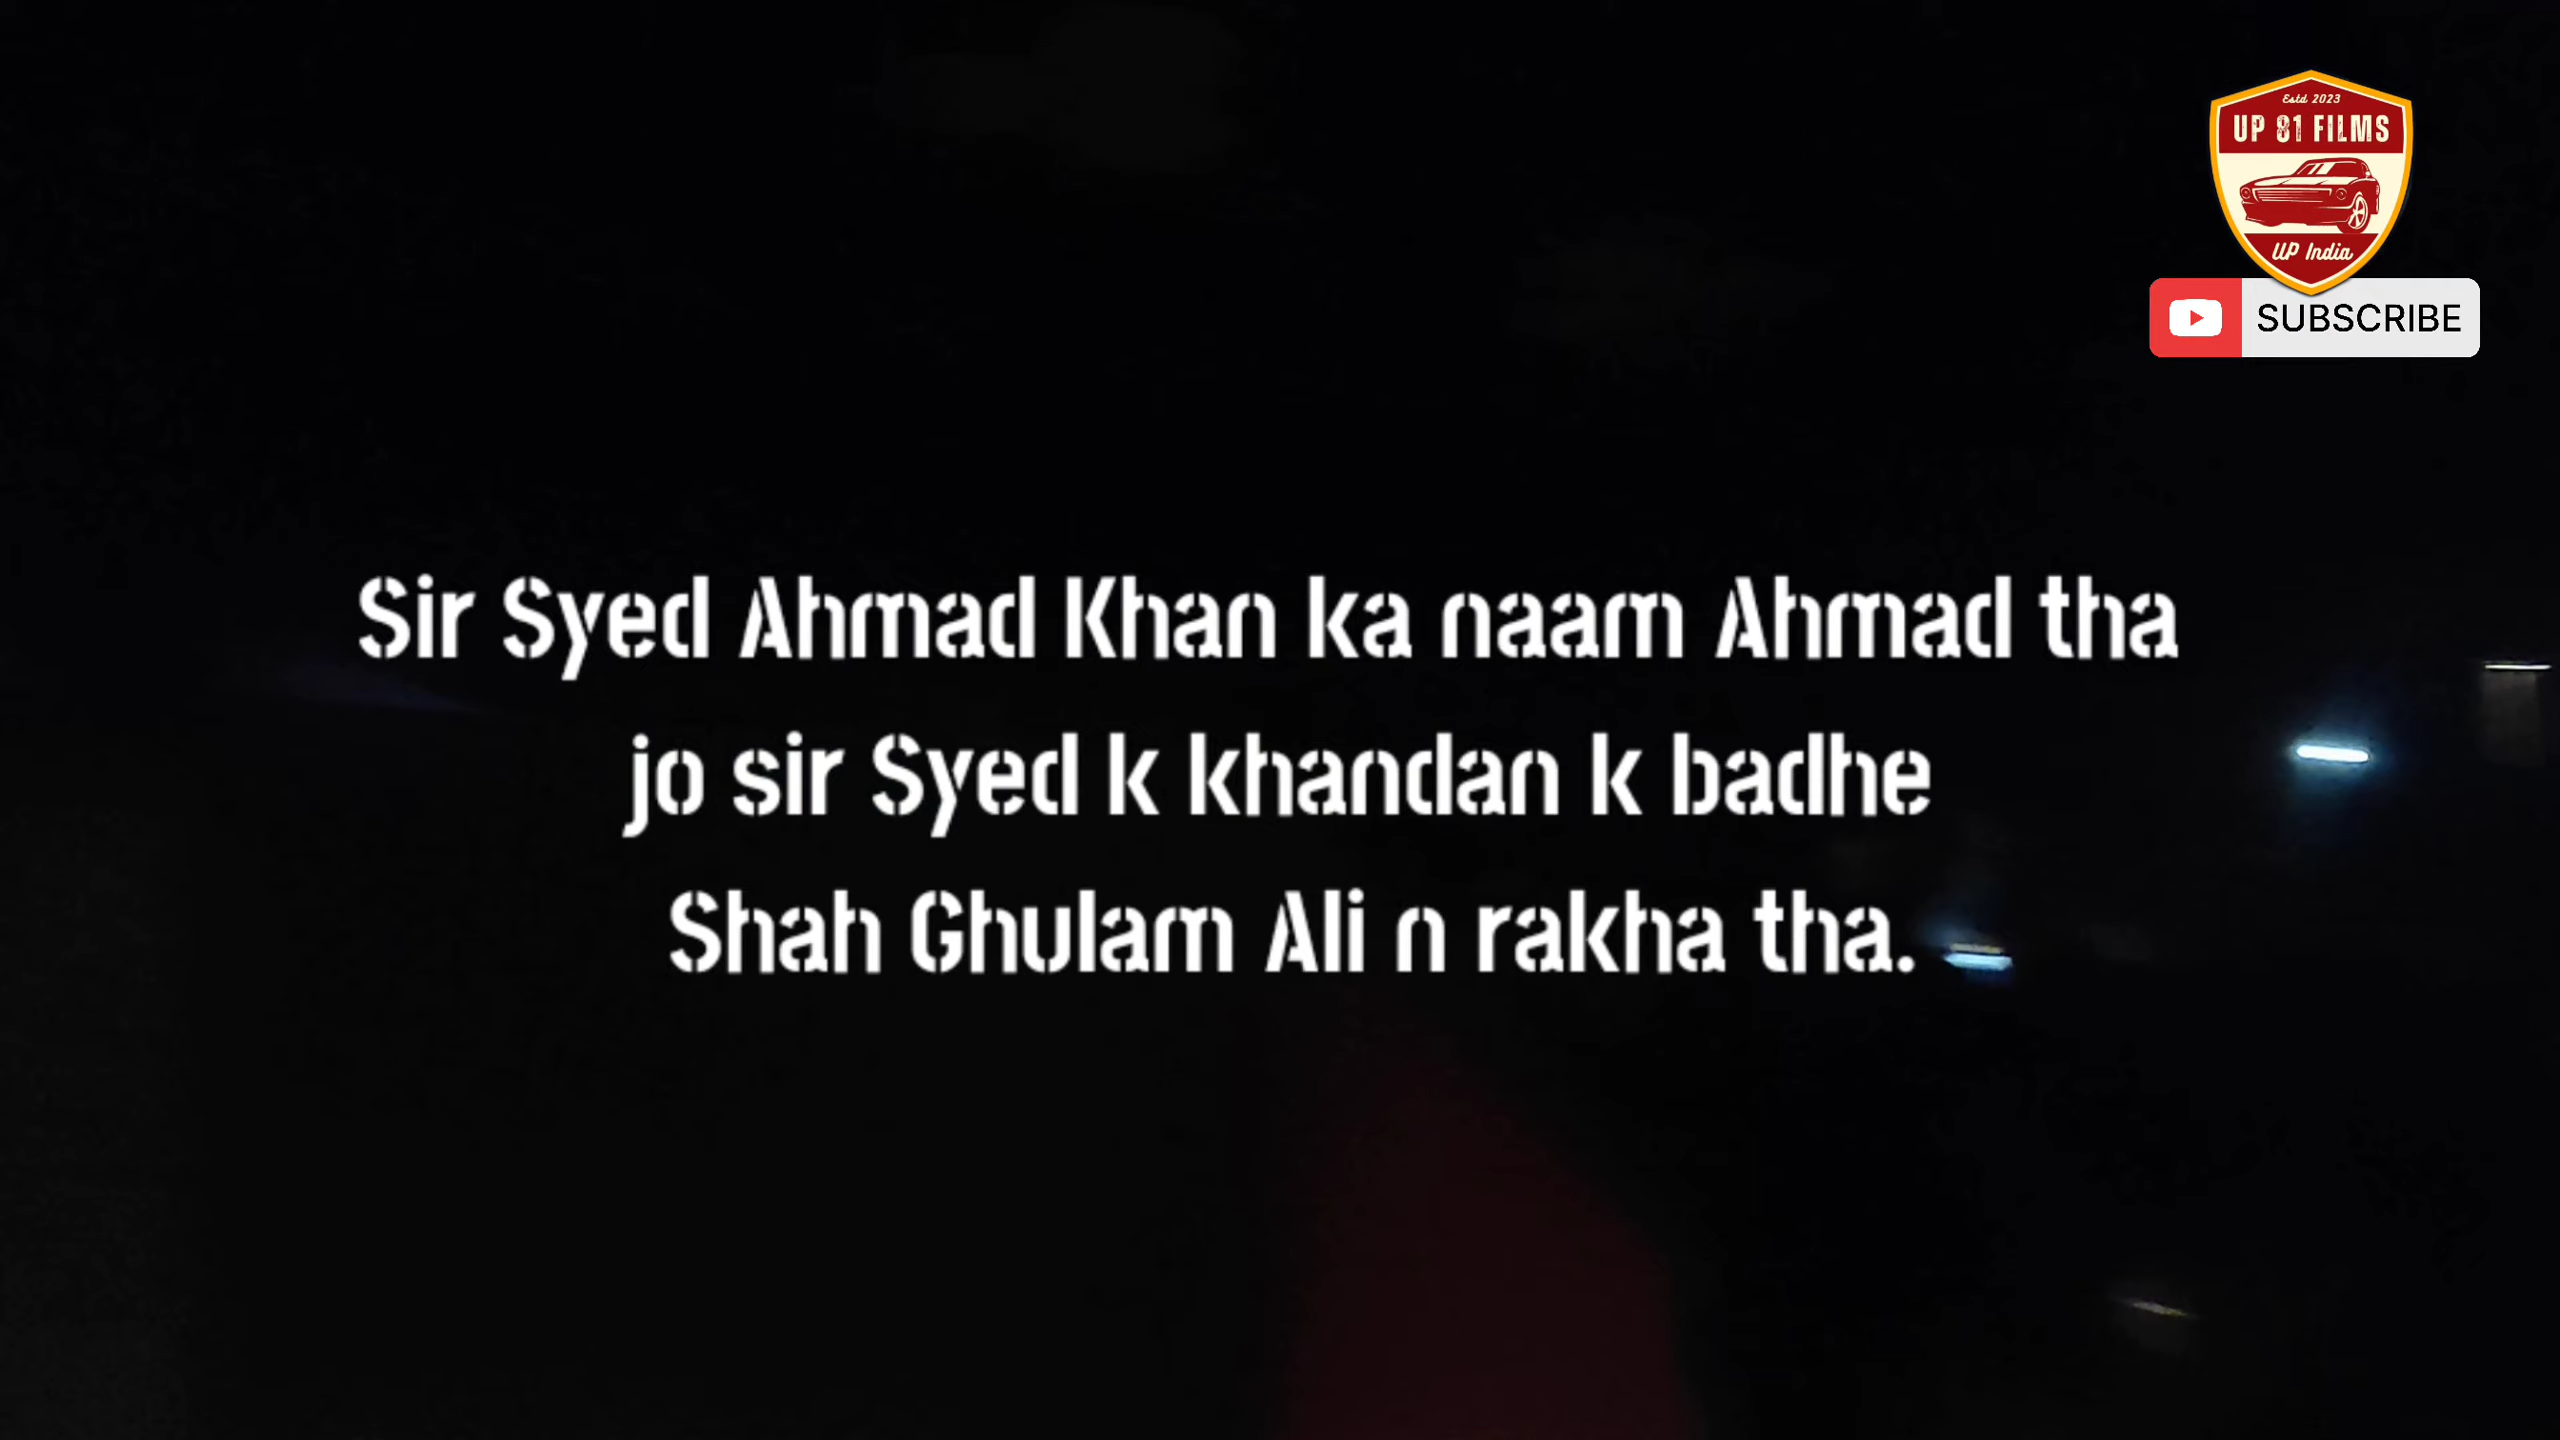 Estd 2023
UP 81 FILMS
UP India
SUBSCRIBE
Sir Syed Ahmad Khan ka naam Ahmad tha
jo sir Syed k khandan k badhe
Shah Ghulam Ali n rakha tha.